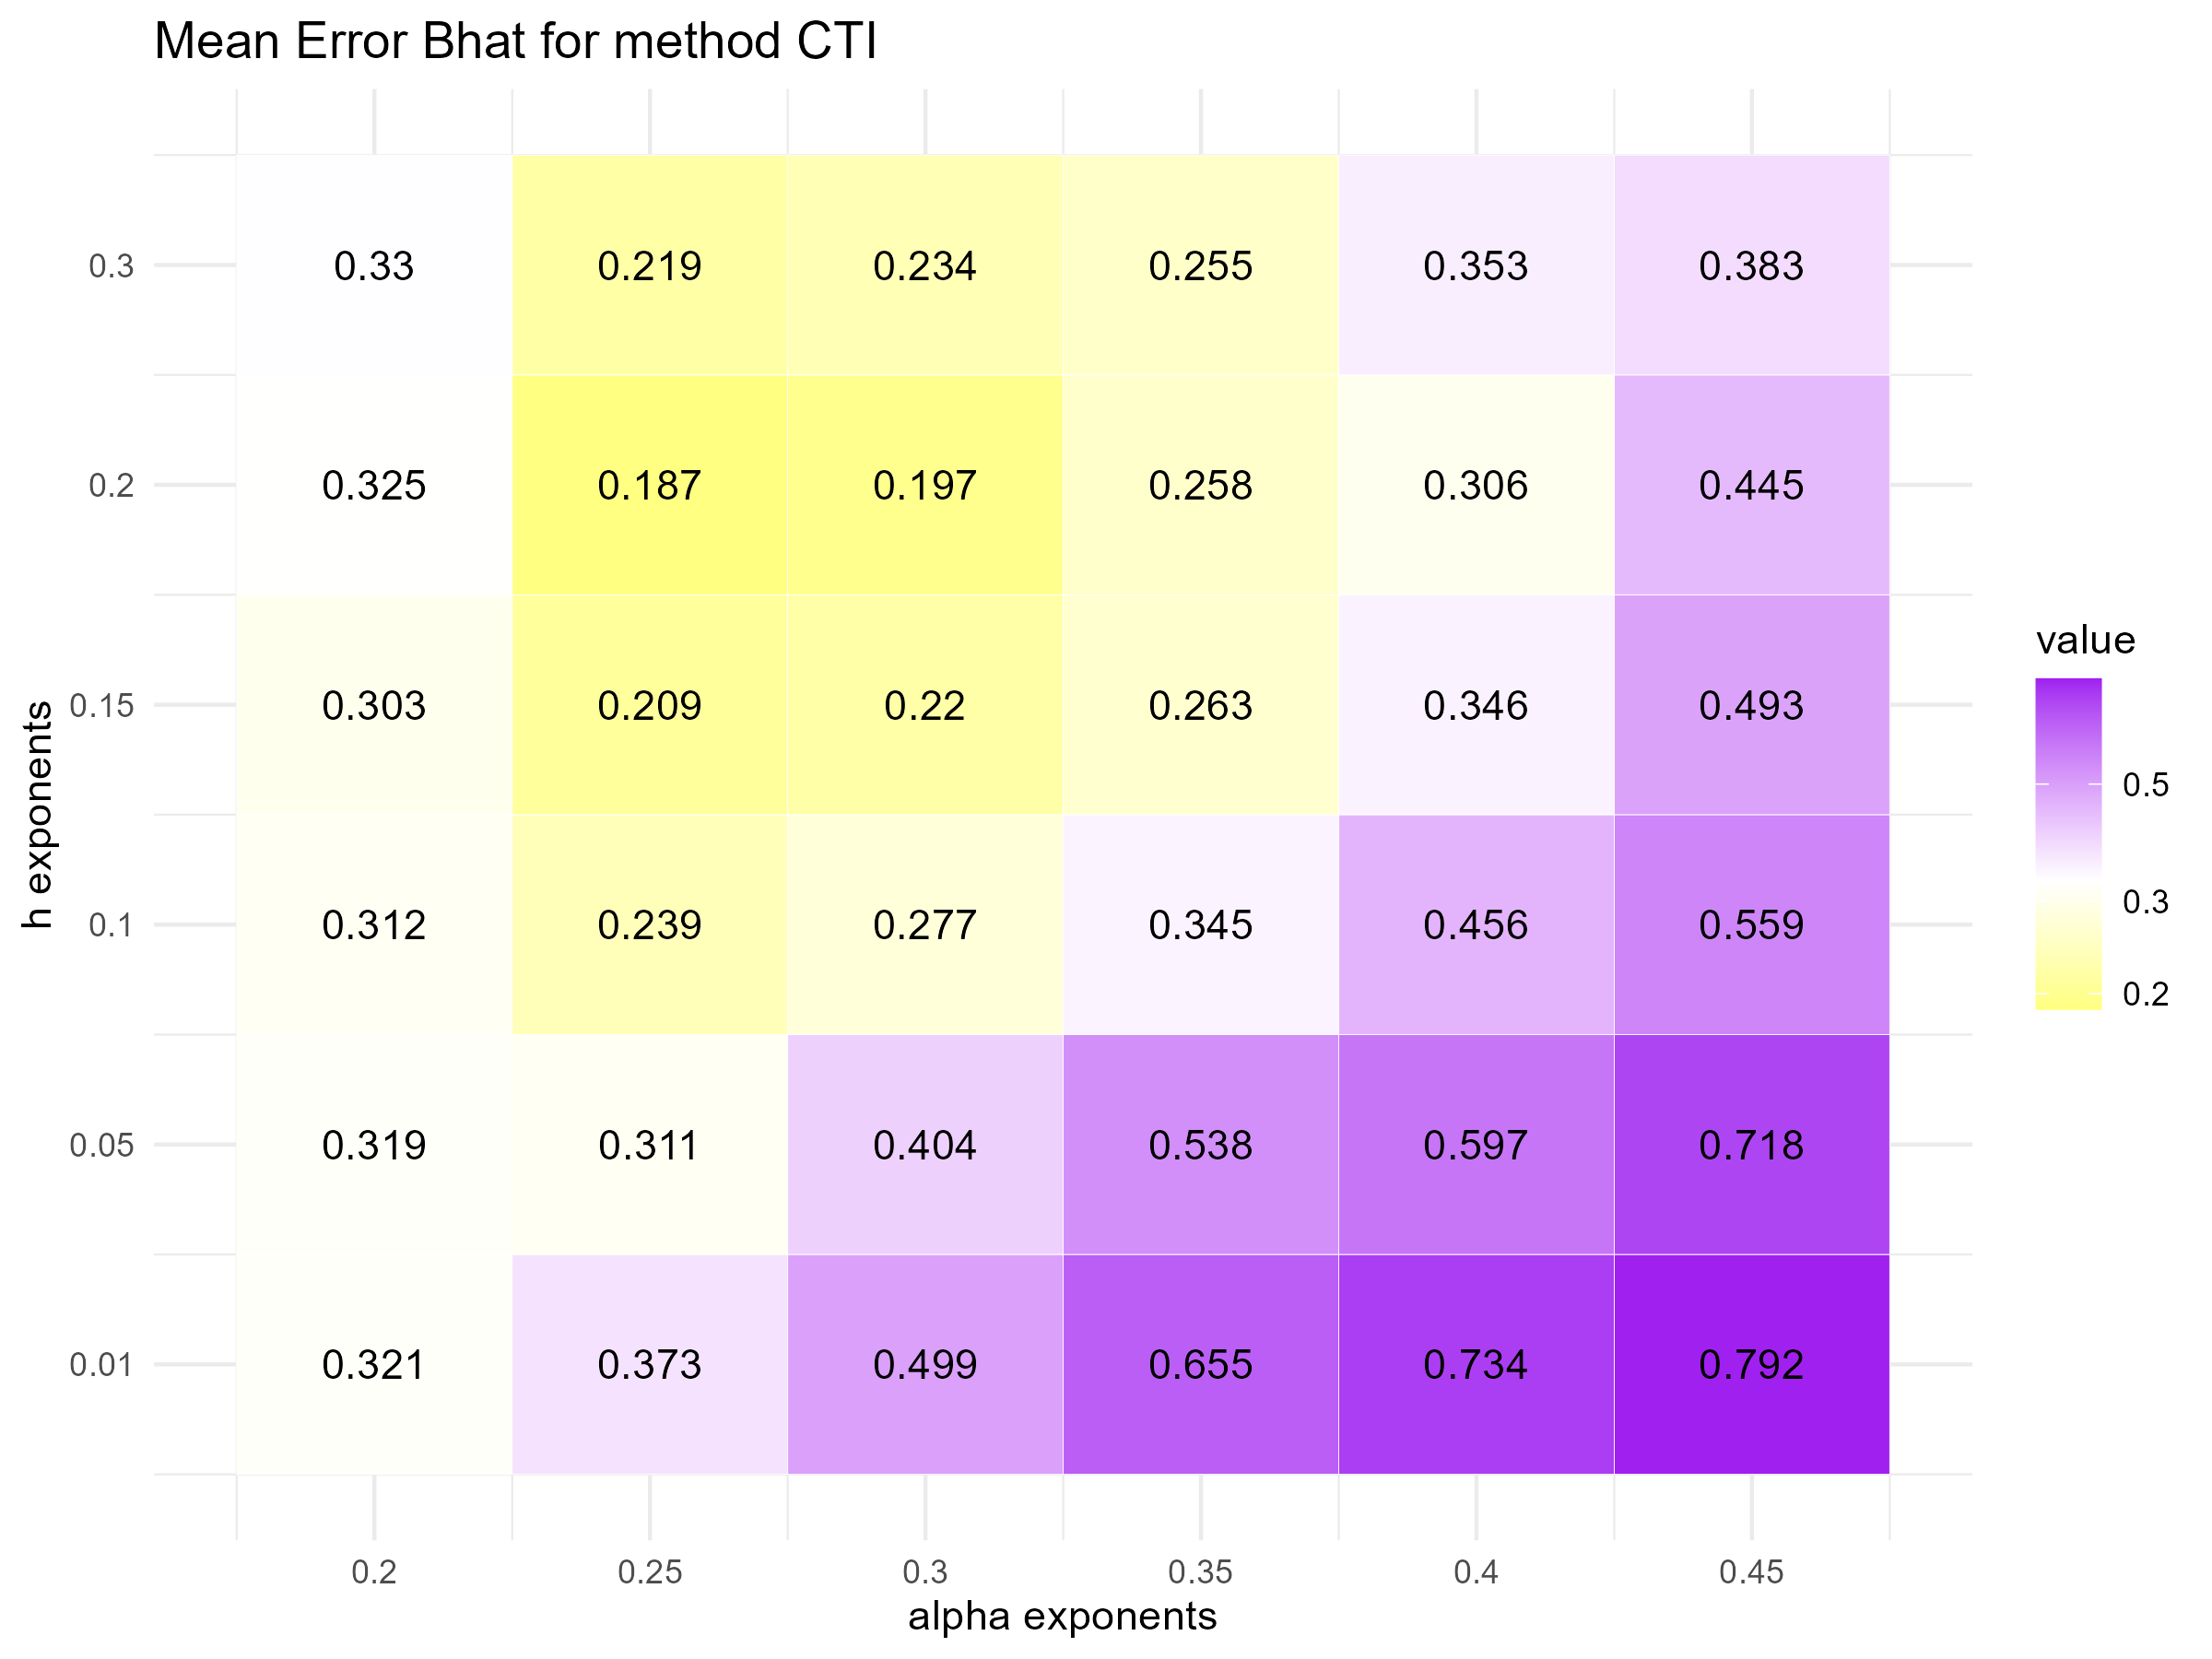 Mean Error Bhat for method CTI
0.3 0.33 0.219 0.234 0.255 0.353 0.383
0.2 0.325 0.187 0.197 0.258 0.306 0.445
0.15 0.303 0.209 0.22 0.263 0.346 0.493
0.1 0.312 0.239 0.277 0.345 0.456 0.559
0.05 0.319 0.311 0.404 0.538 0.597 0.718
0.01 0.321 0.373 0.499 0.655 0.734 0.792
0.2 0.25 0.3 0.35 0.4 0.45
alpha exponents
h exponents
value
0.5
0.3
0.2